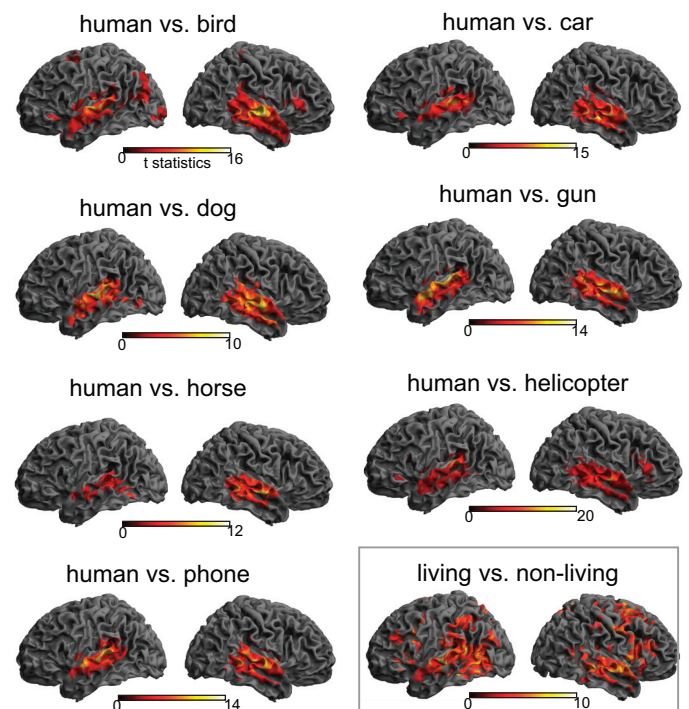 human vs. bird
human vs. car
0 16
t statistics
0 15
human vs. dog
human vs. gun
0 10
0 14
human vs. horse
human vs. helicopter
0 12
0 20
human vs. phone
living vs. non-living
0 14
0 10